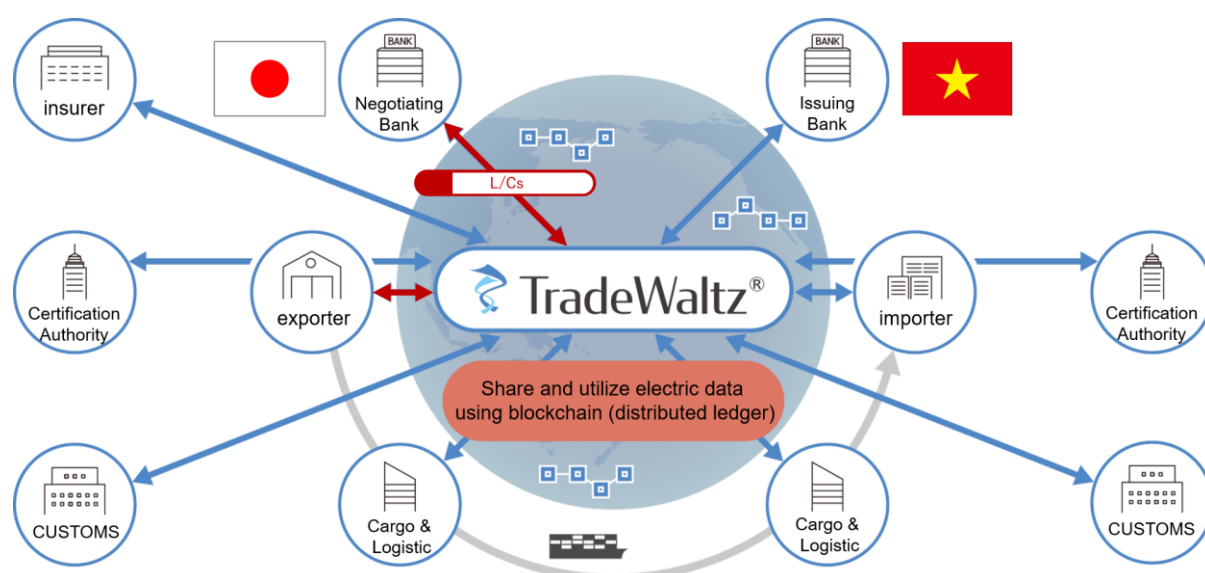 BANK
BANK
insurer
Negotiating
Bank
Issuing
Bank
L/Cs
Certification
Authority
exporter
TradeWaltz®
importer
Certification
Authority
Share and utilize electric data
using blockchain (distributed ledger)
CUSTOMS
Cargo &
Logistic
Cargo &
Logistic
CUSTOMS